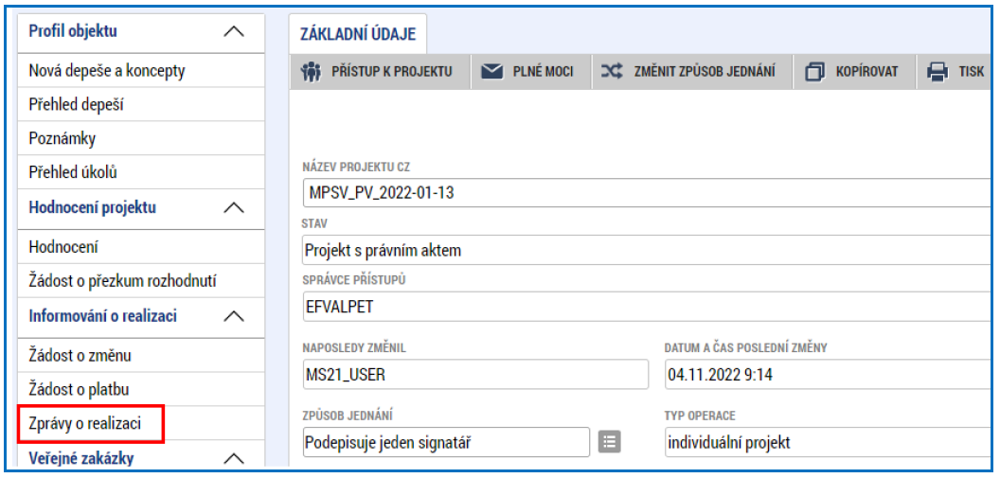 Profil objektu
Nová depeše a koncepty
Přehled depeší
Poznámky
Přehled úkolů
Hodnocení projektu
Hodnocení
Žádost o přezkum rozhodnutí
Informování o realizaci
Žádost o změnu
Žádost o platbu
Zprávy o realizaci
Veřejné zakázky
ZÁKLADNÍ ÚDAJE
PŘÍSTUP K PROJEKTU PLNÉ MOCI ZMĚNIT ZPŮSOB JEDNÁNÍ KOPÍROVAT TISK
NÁZEV PROJEKTU CZ
MPSV_PV_2022-01-13
STAV
Projekt s právním aktem
SPRÁVCE PŘÍSTUPŮ
EFVALPET
NAPOSLEDY ZMĚNIL DATUM A ČAS POSLEDNÍ ZMĚNY
MS21_USER 04.11.2022 9:14
ZPŮSOB JEDNÁNÍ TYP OPERACE
Podepisuje jeden signatář individuální projekt